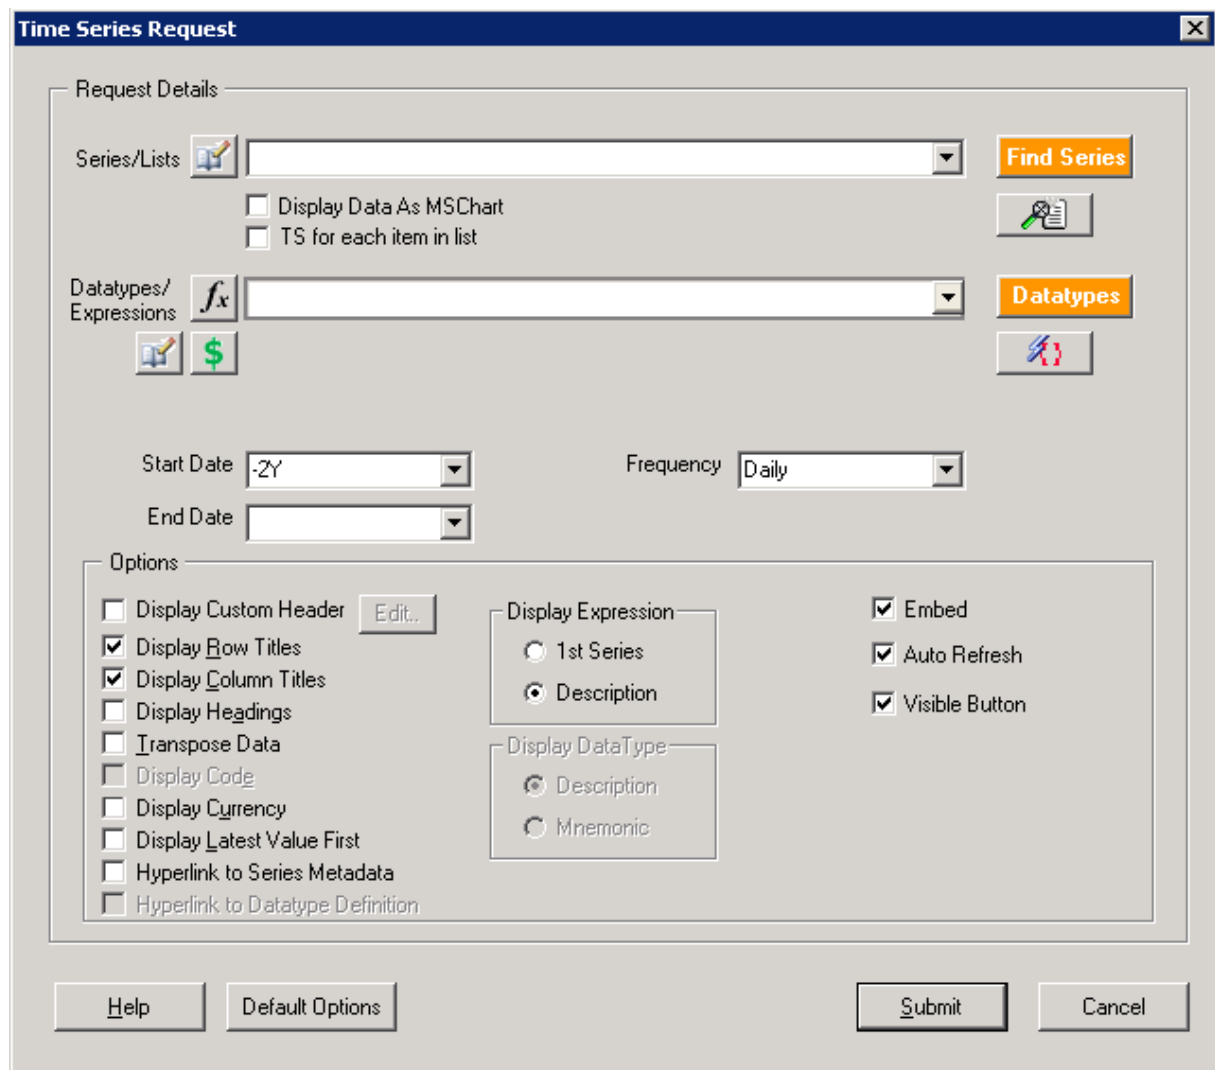 Time Series Request
Request Details
Series/Lists
Find Series
Display Data As MSChart
TS for each item in list
Datatypes/
Expressions
fx
Datatypes
$
Start Date
-2Y
Frequency
Daily
End Date
Options
Display Custom Header
Edit..
Display Row Titles
Display Column Titles
Display Headings
Transpose Data
Display Code
Display Currency
Display Latest Value First
Hyperlink to Series Metadata
Hyperlink to Datatype Definition
Display Expression
1st Series
Description
Display DataType
Description
Mnemonic
Embed
Auto Refresh
Visible Button
Help
Default Options
Submit
Cancel